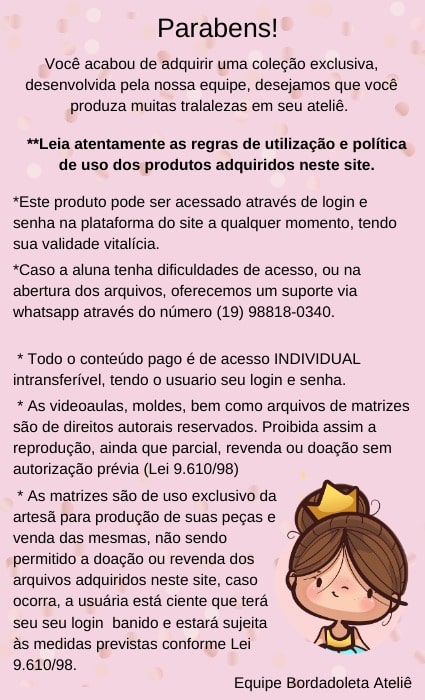 Parabens!
Você acabou de adquirir uma coleção exclusiva,
desenvolvida pela nossa equipe, desejamos que você
produza muitas tralalezas em seu ateliê.
**Leia atentamente as regras de utilização e política
de uso dos produtos adquiridos neste site.
*Este produto pode ser acessado através de login e
senha na plataforma do site a qualquer momento, tendo
sua validade vitalícia.
*Caso a aluna tenha dificuldades de acesso, ou na
abertura dos arquivos, oferecemos um suporte via
whatsapp através do número (19) 98818-0340.
* Todo o conteúdo pago é de acesso INDIVIDUAL
intransferível, tendo o usuario seu login e senha.
* As videoaulas, moldes, bem como arquivos de matrizes
são de direitos autorais reservados. Proibida assim a
reprodução, ainda que parcial, revenda ou doação sem
autorização prévia (Lei 9.610/98)
* As matrizes são de uso exclusivo da
artesã para produção de suas peças e
venda das mesmas, não sendo
permitido a doação ou revenda dos
arquivos adquiridos neste site, caso
ocorra, a usuária está ciente que terá
seu seu login  banido e estará sujeita
às medidas previstas conforme Lei
9.610/98.
Equipe Bordadoleta Ateliê